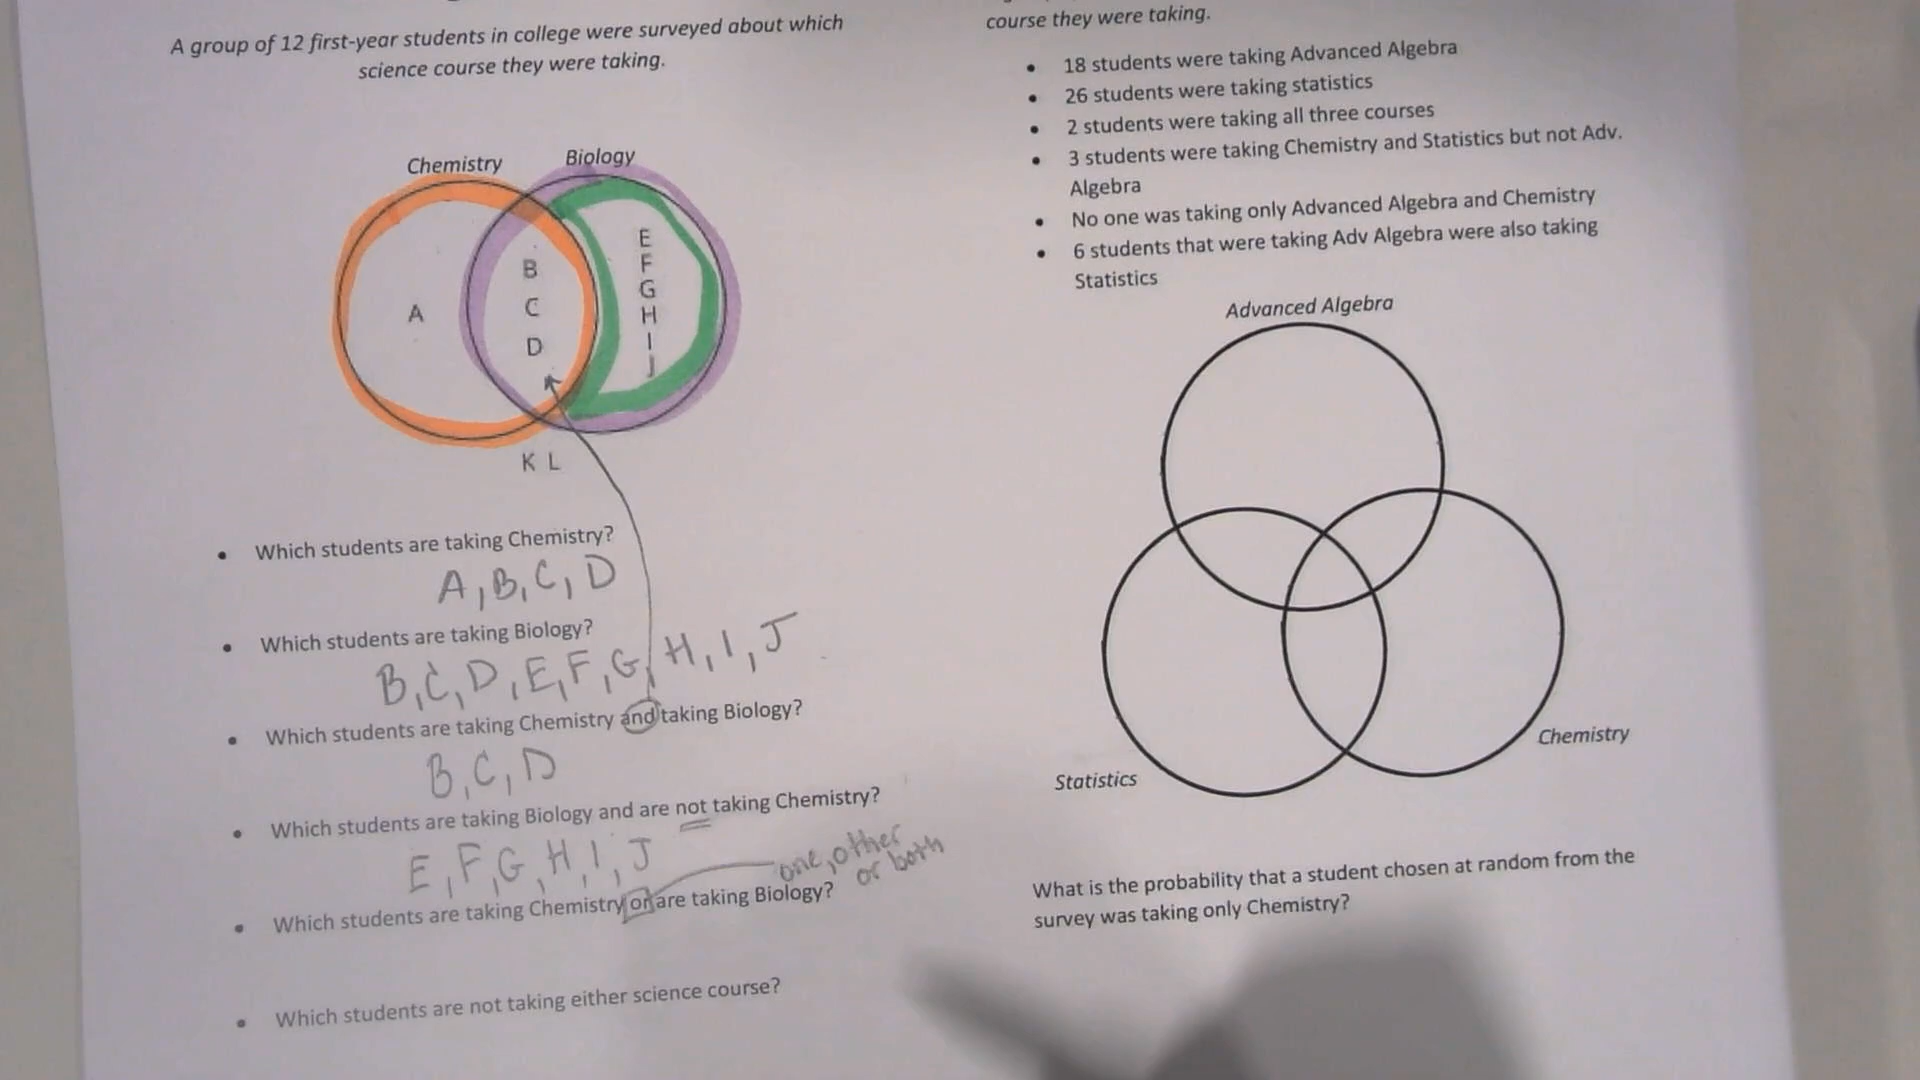 A group of 12 first-year students in college were surveyed about which
science course they were taking.
Chemistry
Biology
A
B
C
D
E
F
G
H
I
J
K L
• Which students are taking Chemistry?
A, B, C, D
• Which students are taking Biology?
B, C, D, E, F, G, H, I, J
• Which students are taking Chemistry and taking Biology?
B, C, D
• Which students are taking Biology and are not taking Chemistry?
E, F, G, H, I, J
one, other
or both
• Which students are taking Chemistry or are taking Biology?
• Which students are not taking either science course?
course they were taking.
• 18 students were taking Advanced Algebra
• 26 students were taking statistics
• 2 students were taking all three courses
• 3 students were taking Chemistry and Statistics but not Adv.
Algebra
• No one was taking only Advanced Algebra and Chemistry
• 6 students that were taking Adv Algebra were also taking
Statistics
Advanced Algebra
Chemistry
Statistics
What is the probability that a student chosen at random from the
survey was taking only Chemistry?